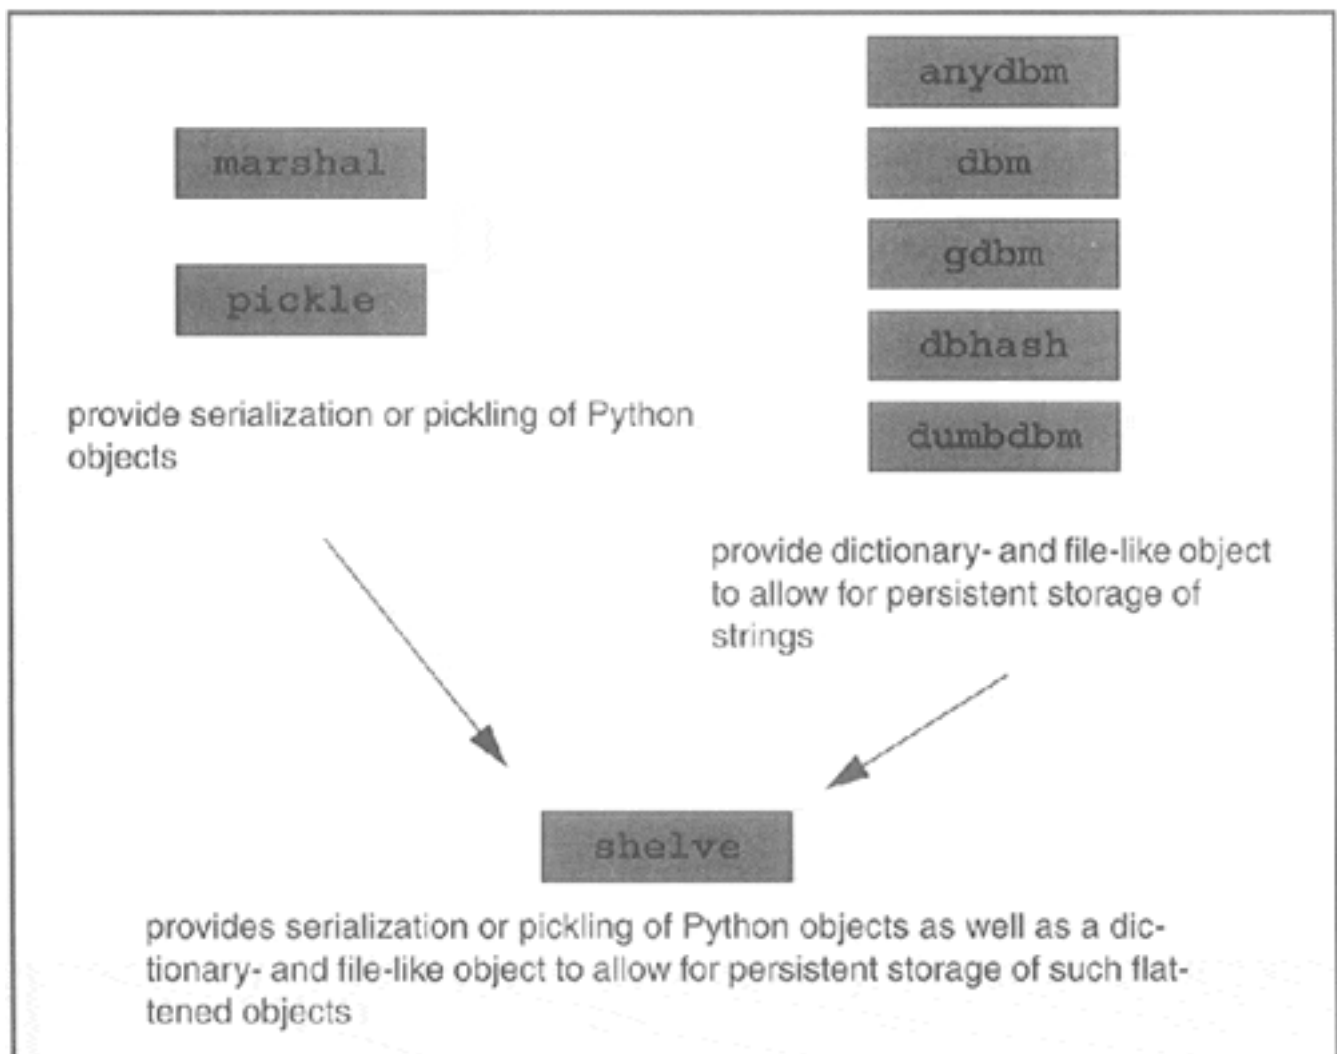 marshal
pickle
provide serialization or pickling of Python
objects
anydbm
dbm
gdbm
dbhash
dumbdbm
provide dictionary- and file-like object
to allow for persistent storage of
strings
shelve
provides serialization or pickling of Python objects as well as a dic-
tionary- and file-like object to allow for persistent storage of such flat-
tened objects